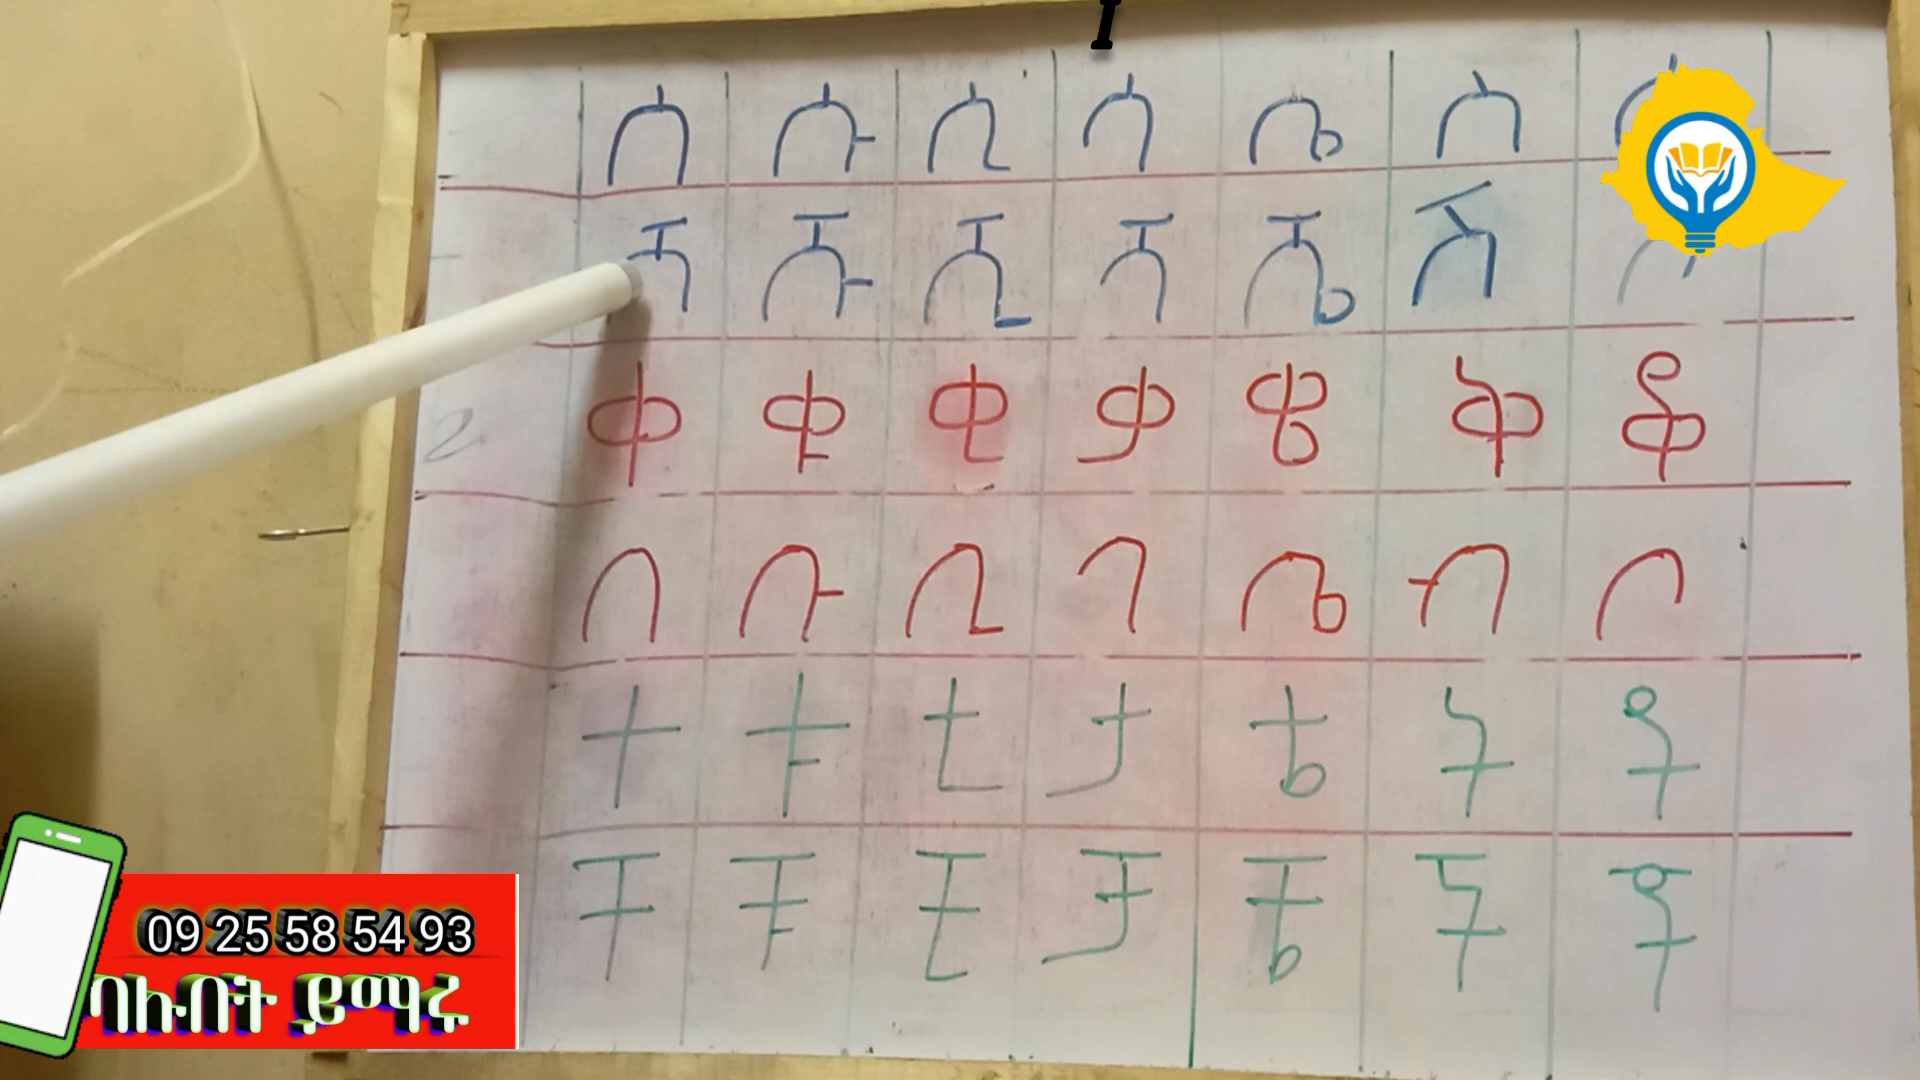 I
ሰ ሱ ሲ ሳ ሴ ስ
ሸ ሹ ሺ ሻ ሼ ሽ
ቀ ቁ ቂ ቃ ቄ ቅ ቆ
በ ቡ ቢ ባ ቤ ብ ቦ
ተ ቱ ቲ ታ ቴ ት ቶ
ቸ ቹ ቺ ቻ ቼ ች ቾ
09 25 58 54 93
ባሉበት ይማሩ